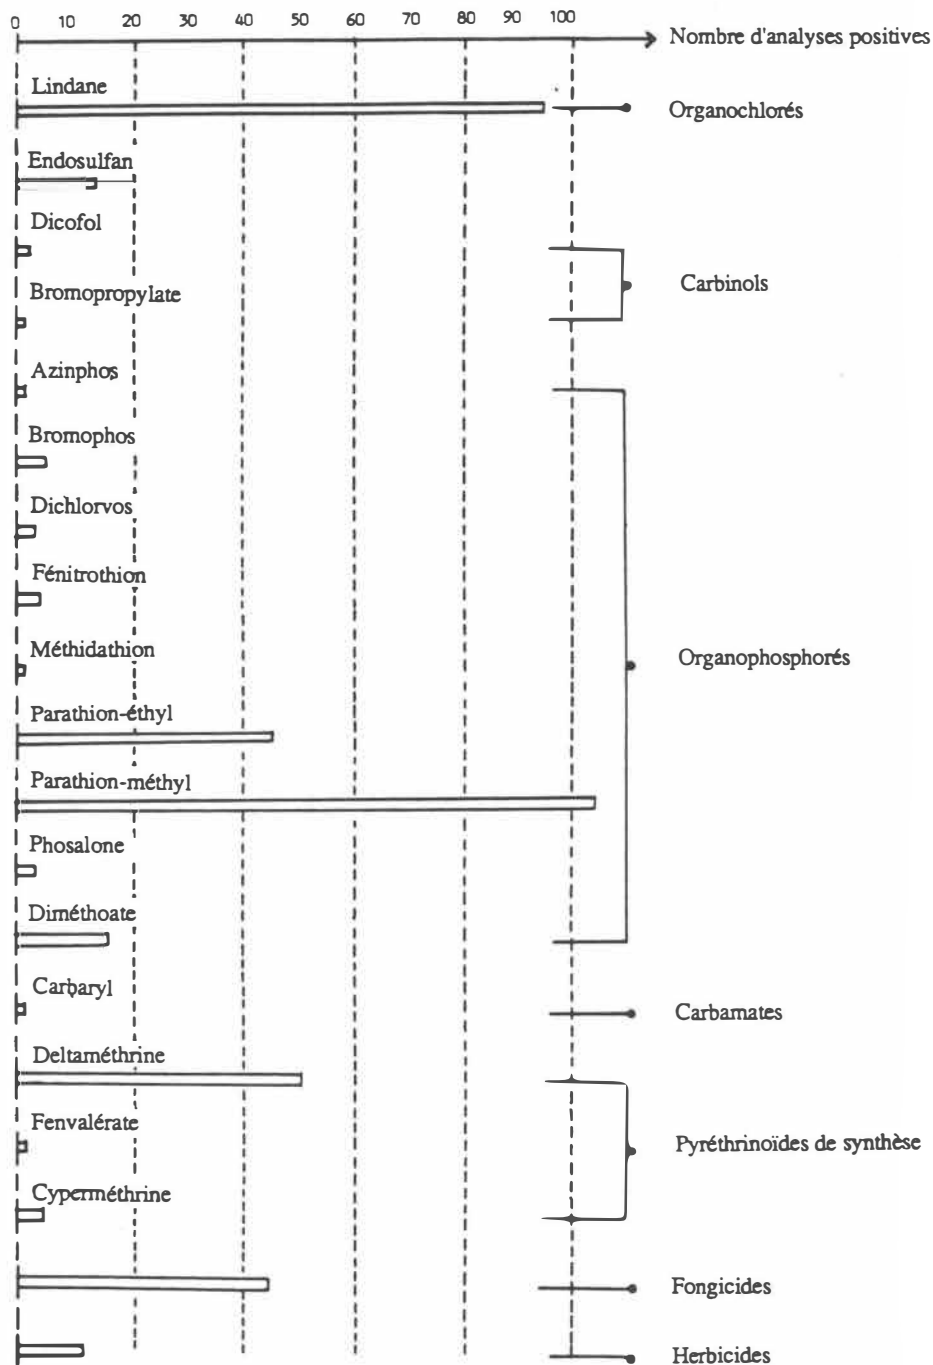 0 10 20 30 40 50 60 70 80 90 100
Nombre d'analyses positives
Lindane
Organochlorés
Endosulfan
Dicofol
Bromopropylate
Carbinols
Azinphos
Bromophos
Dichlorvos
Fénitrothion
Méthidathion
Organophosphorés
Parathion-éthyl
Parathion-méthyl
Phosalone
Diméthoate
Carbaryl
Carbamates
Deltaméthrine
Fenvalérate
Pyréthrinoïdes de synthèse
Cyperméthrine
Fongicides
Herbicides